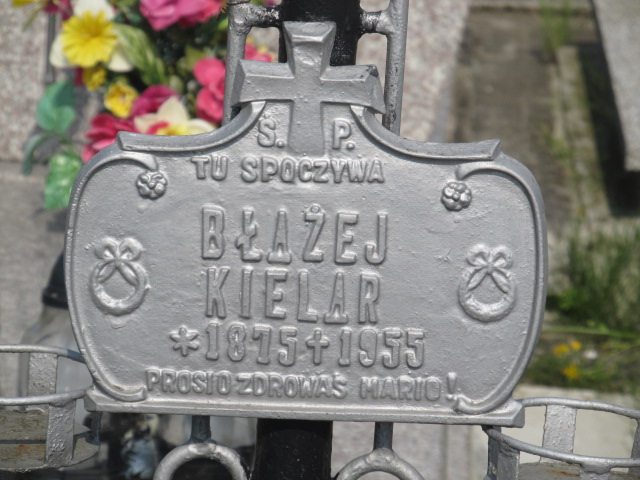 Ś. P.
TU SPOCZYWA
BŁAŻEJ
KIELAR
*1875 +1955
PROSI O ZDROWAŚ MARIO!